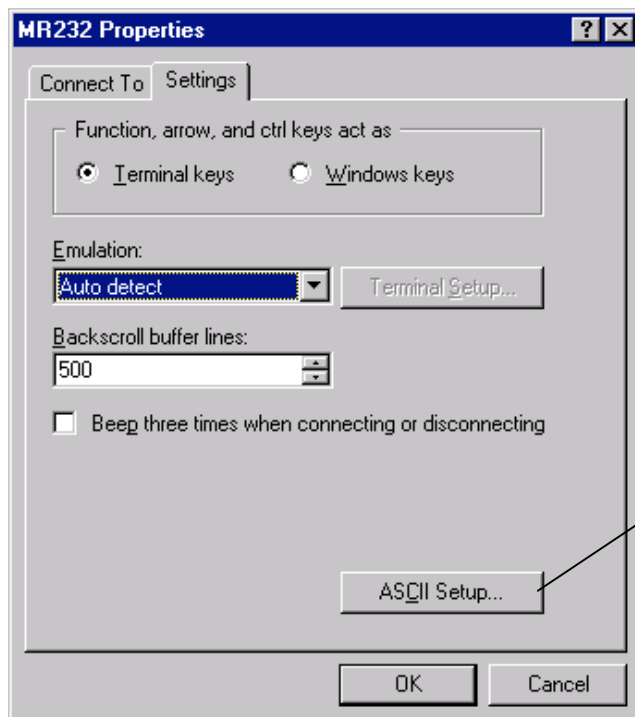 MR232 Properties
Connect To Settings
Function, arrow, and ctrl keys act as
Terminal keys Windows keys
Emulation:
Auto detect Terminal Setup...
Backscroll buffer lines:
500
Beep three times when connecting or disconnecting
ASCII Setup...
OK Cancel